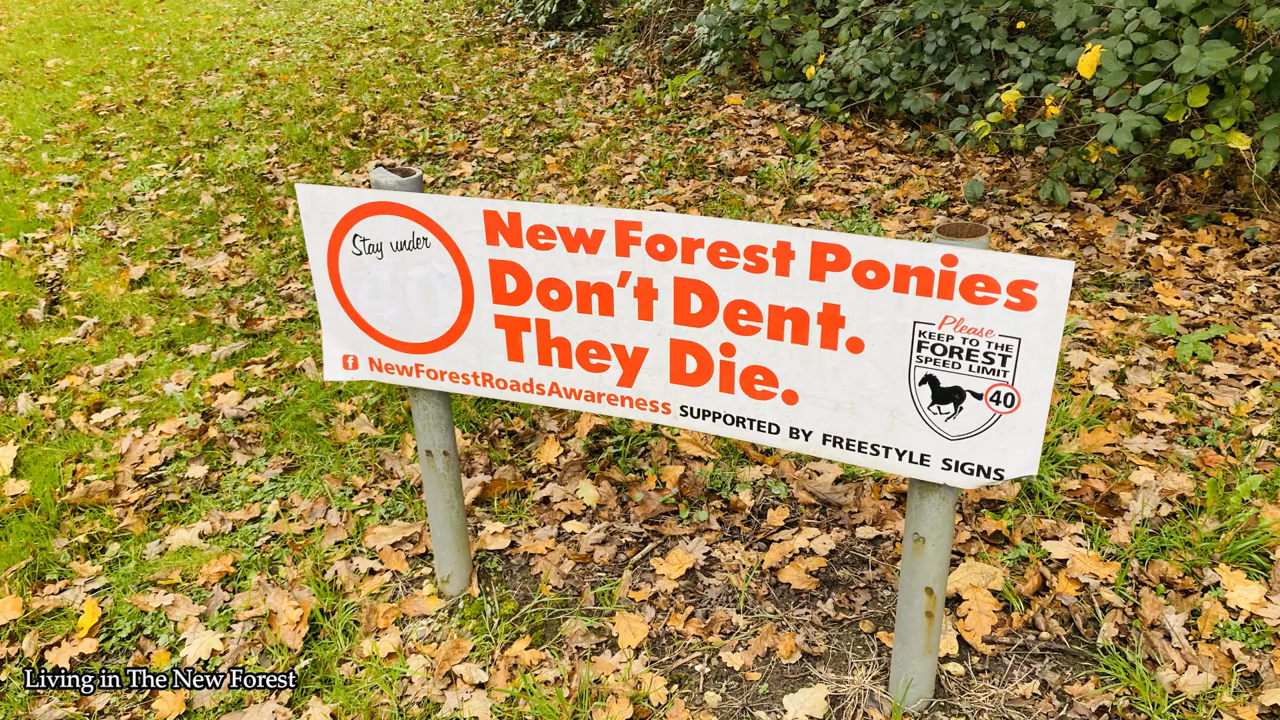 Stay under
New Forest Ponies
Don't Dent.
They Die.
Please
KEEP TO THE
FOREST
SPEED LIMIT
40
f NewForestRoadsAwareness SUPPORTED BY FREESTYLE SIGNS
Living in The New Forest